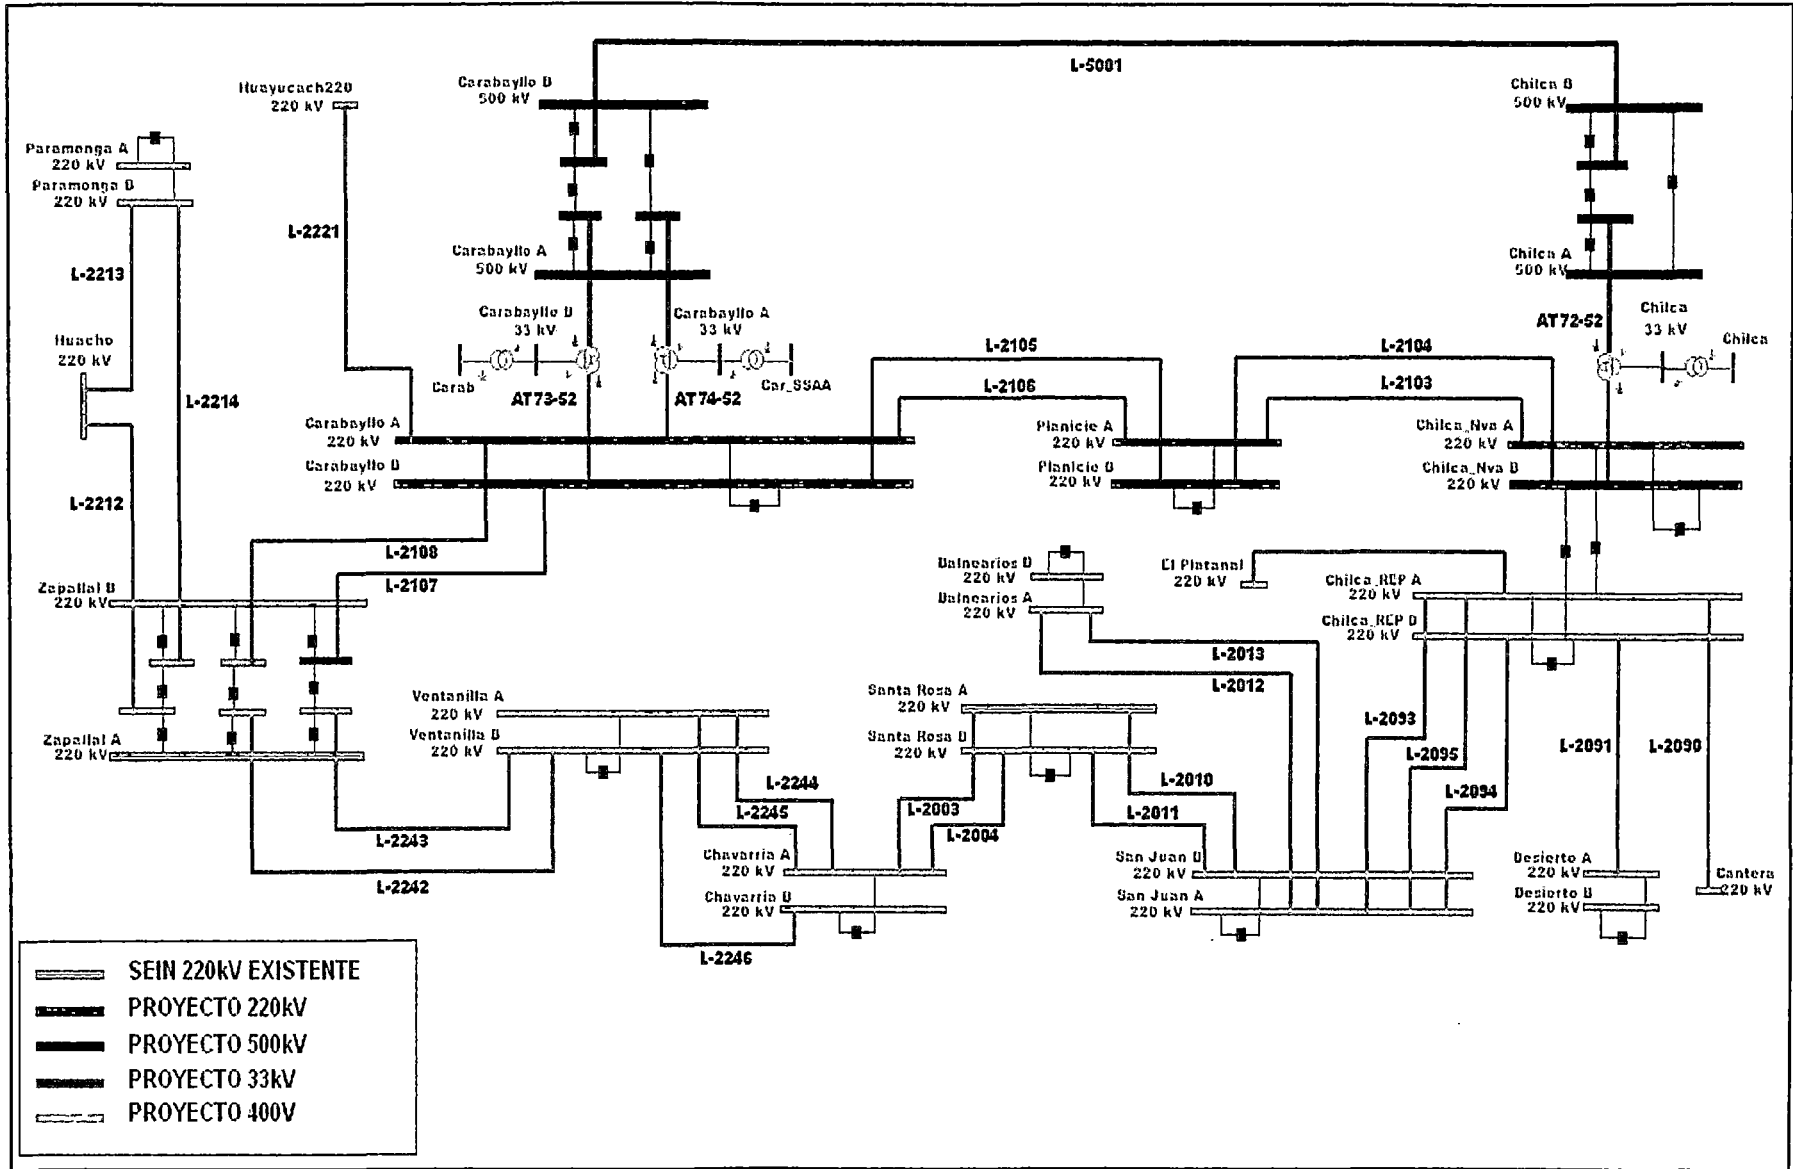 L-5001
Huayucach220
220 kV
Carabayllo B
500 kV
Chilca B
500 kV
Paramonga A
220 kV
Paramonga B
220 kV
L-2221
L-2213
Carabayllo A
500 kV
Chilca A
500 kV
Carabayllo B
33 kV
Carabayllo A
33 kV
Chilca
33 kV
AT72-52
Chilca
Huacho
220 kV
L-2105
L-2104
L-2106
L-2103
Carab
Car_SSAA
AT73-52
AT74-52
L-2214
Carabayllo A
220 kV
Planicie A
220 kV
Chilca_Nva A
220 kV
Carabayllo B
220 kV
Planicie B
220 kV
Chilca_Nva B
220 kV
L-2212
L-2108
L-2107
Balnearios B
220 kV
Balnearios A
220 kV
El Platanal
220 kV
Chilca_REP A
220 kV
Chilca_REP B
220 kV
Zapallal B
220 kV
L-2013
L-2012
Ventanilla A
220 kV
Ventanilla B
220 kV
Santa Rosa A
220 kV
Santa Rosa B
220 kV
L-2093
L-2095
L-2094
L-2091
L-2090
Zapallal A
220 kV
L-2244
L-2245
L-2003
L-2004
L-2010
L-2011
L-2243
L-2242
Chavarria A
220 kV
Chavarria B
220 kV
San Juan B
220 kV
San Juan A
220 kV
Desierto A
220 kV
Desierto B
220 kV
Cantera
220 kV
L-2246
SEIN 220kV EXISTENTE
PROYECTO 220kV
PROYECTO 500kV
PROYECTO 33kV
PROYECTO 400V